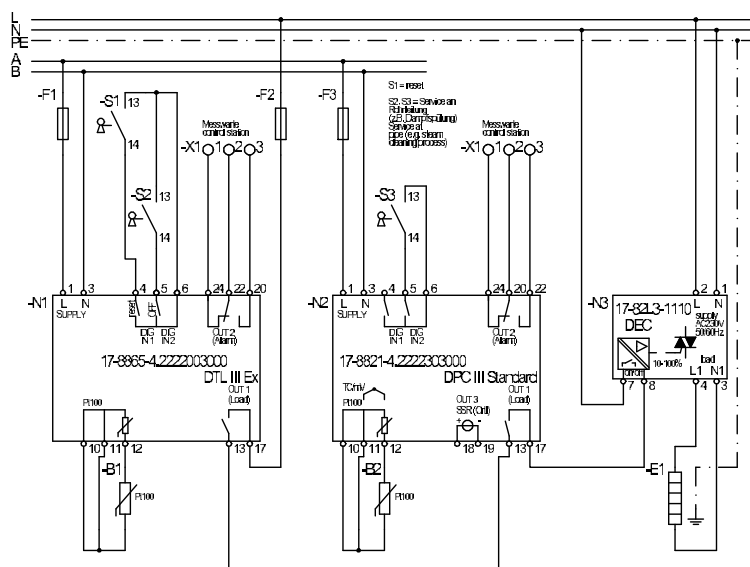 L
N
PE
A
B
-F1
-S1
13
14
-F2
-F3
S1 = reset
S2, S3 = Service an
Rohrleitung
(z.B. Dampfspülung)
Service at
pipe (e.g. steam
cleaning process)
Messwarte
control station
-X1 1 2 3
Messwarte
control station
-X1 1 2 3
-S2
13
14
-S3
13
14
-N1
1 3 4 5 6 24 22 20
L N
SUPPLY
reset
OFF
DIG IN1
DIG IN2
OUT 2
(Alarm)
17-8865-4.2222003000
DTL III Ex
Pt100
OUT 1
(Load)
10 11 12 13 17
-B1
Pt100
-N2
1 3 4 5 6 24 20 22
L N
SUPPLY
DIG IN1
DIG IN2
OUT 2
(Alarm)
17-8821-4.2222303000
DPC III Standard
TC/mV
Pt100
OUT 3
SSR (Ctrl)
+ -
OUT 1
(Load)
10 11 12 18 19 13 17
-B2
Pt100
-N3
2 1
L N
17-82L3-1110
DEC
supply
AC230V
50/60Hz
10-100%
on/off
load
L1 N1
7 8 4 3
-E1